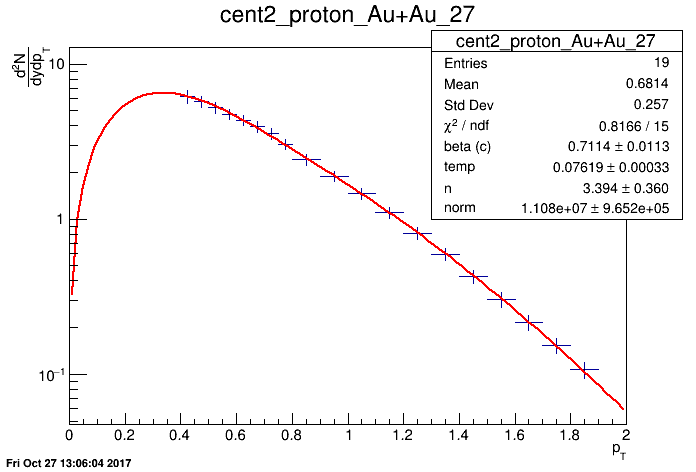 cent2_proton_Au+Au_27
cent2_proton_Au+Au_27
Entries 19
Mean 0.6814
Std Dev 0.257
χ² / ndf 0.8166 / 15
beta (c) 0.7114 ± 0.0113
temp 0.07619 ± 0.00033
n 3.394 ± 0.360
norm 1.108e+07 ± 9.652e+05
d²N
dydp_T
10
1
10⁻¹
0 0.2 0.4 0.6 0.8 1 1.2 1.4 1.6 1.8 2
p_T
Fri Oct 27 13:06:04 2017